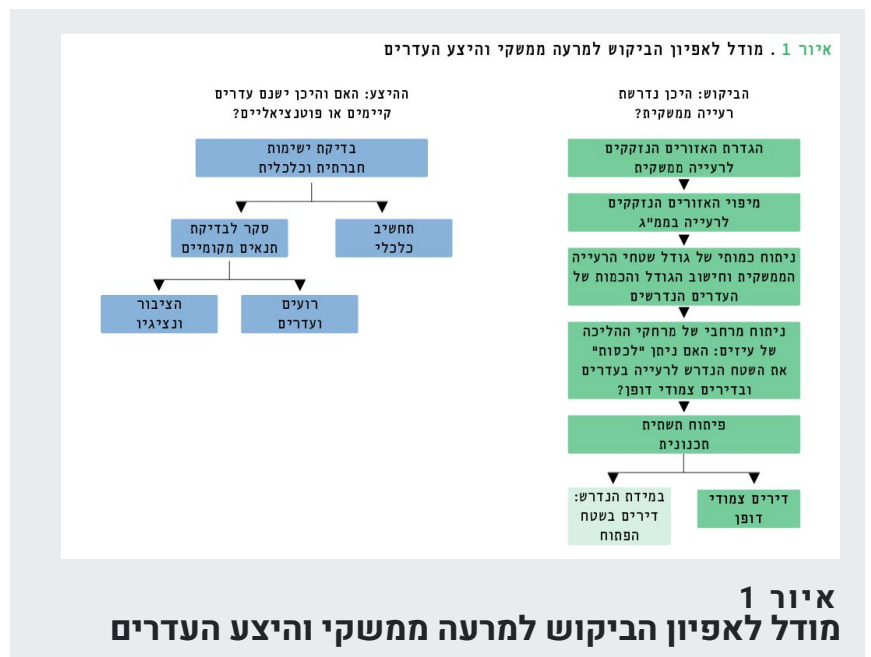 איור 1 . מודל לאפיון הביקוש למרעה ממשקי והיצע העדרים
הביקוש: היכן נדרשת
רעייה ממשקית?
הגדרת האזורים הנזקקים
לרעייה ממשקית
מיפוי האזורים הנזקקים
לרעייה בממ"ג
ניתוח כמותי של גודל שטחי הרעייה
הממשקית וחישוב הגודל והכמות של
העדרים הנדרשים
ניתוח מרחבי של מרחקי ההליכה
של עיזים: האם ניתן "לכסות"
את השטח הנדרש לרעייה בעדרים
ובדירים צמודי דופן?
פיתוח תשתית
תכנונית
דירים צמודי
דופן
במידת הנדרש:
דירים בשטח
הפתוח
ההיצע: האם והיכן ישנם עדרים
קיימים או פוטנציאליים?
בדיקת ישימות
חברתית וכלכלית
תחשיב
כלכלי
סקר לבדיקת
תנאים מקומיים
רועים
ועדרים
הציבור
ונציגיו
איור 1
מודל לאפיון הביקוש למרעה ממשקי והיצע העדרים